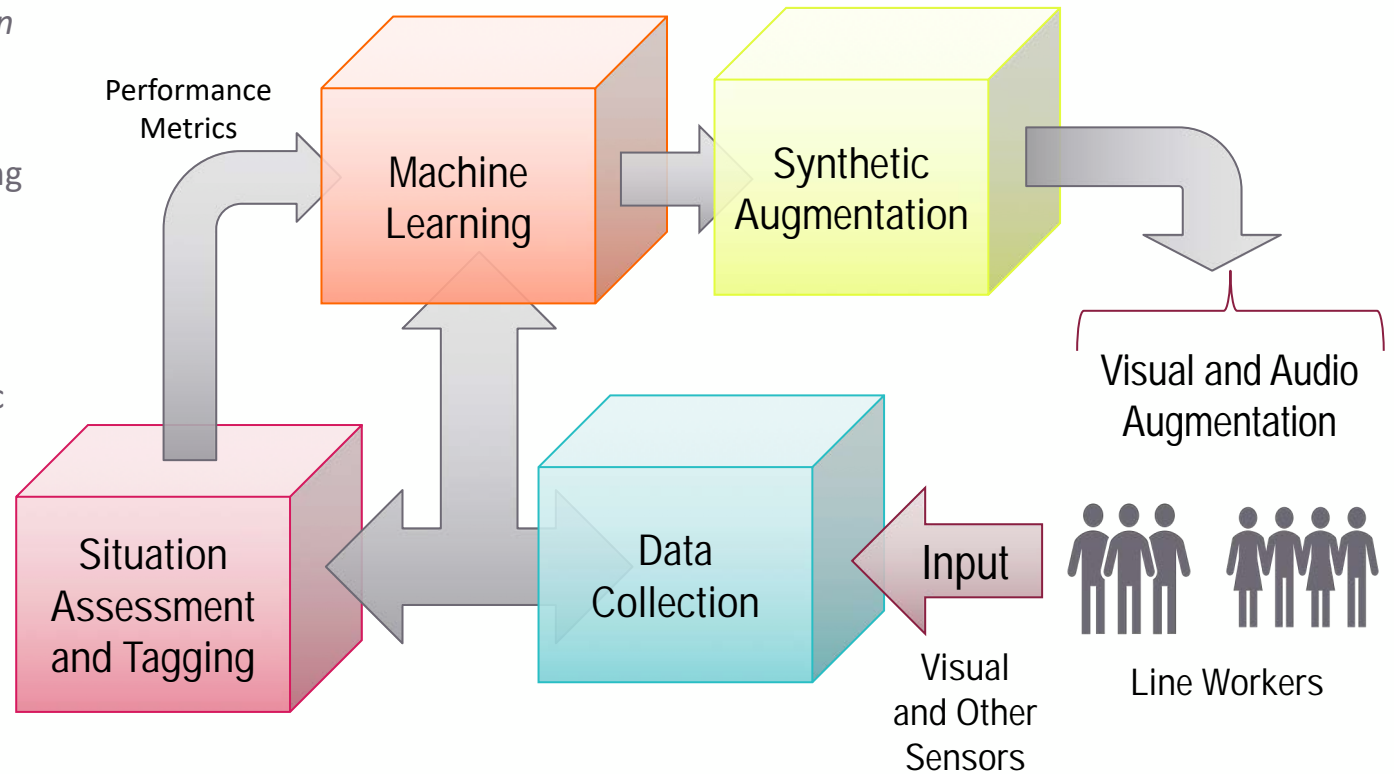 n
Performance
Metrics
ng
c
Machine
Learning
Synthetic
Augmentation
Visual and Audio
Augmentation
Situation
Assessment
and Tagging
Data
Collection
Input
Visual
and Other
Sensors
Line Workers